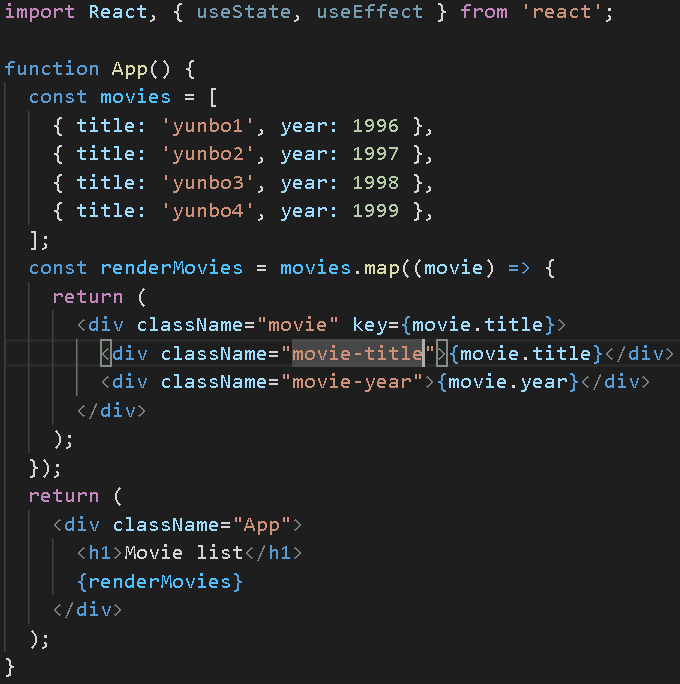 import React, { useState, useEffect } from 'react';
function App() {
const movies = [
{ title: 'yunbo1', year: 1996 },
{ title: 'yunbo2', year: 1997 },
{ title: 'yunbo3', year: 1998 },
{ title: 'yunbo4', year: 1999 },
];
const renderMovies = movies.map((movie) => {
return (
<div className="movie" key={movie.title}>
<div className="movie-title">{movie.title}</div>
<div className="movie-year">{movie.year}</div>
</div>
);
});
return (
<div className="App">
<h1>Movie list</h1>
{renderMovies}
</div>
);
}